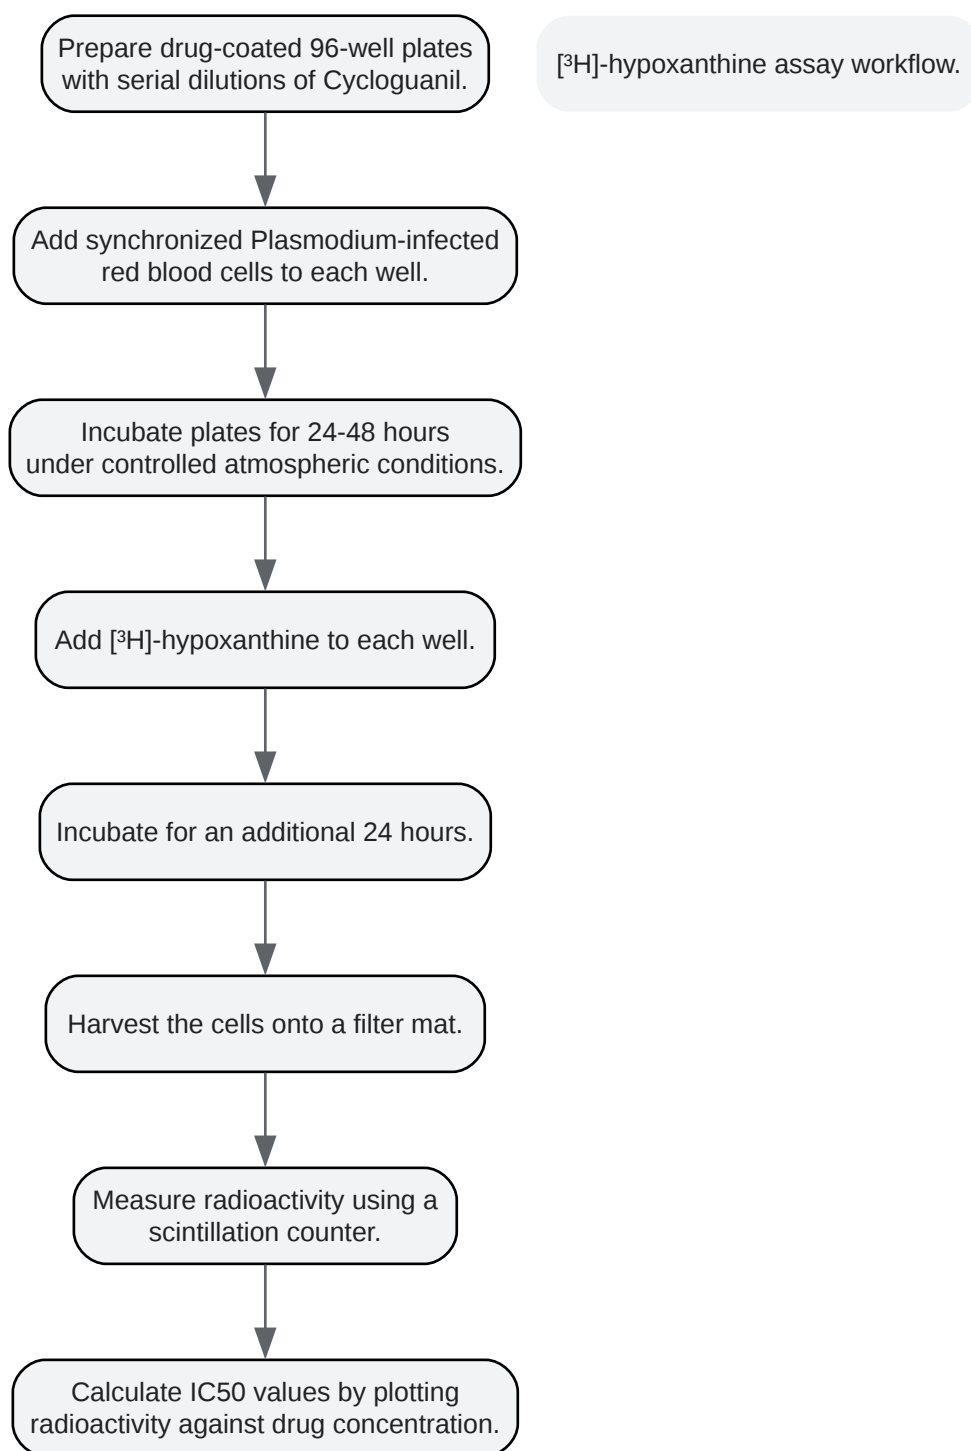 Prepare drug-coated 96-well plates
with serial dilutions of Cycloguanil.
[³H]-hypoxanthine assay workflow.
Add synchronized Plasmodium-infected
red blood cells to each well.
Incubate plates for 24-48 hours
under controlled atmospheric conditions.
Add [³H]-hypoxanthine to each well.
Incubate for an additional 24 hours.
Harvest the cells onto a filter mat.
Measure radioactivity using a
scintillation counter.
Calculate IC50 values by plotting
radioactivity against drug concentration.